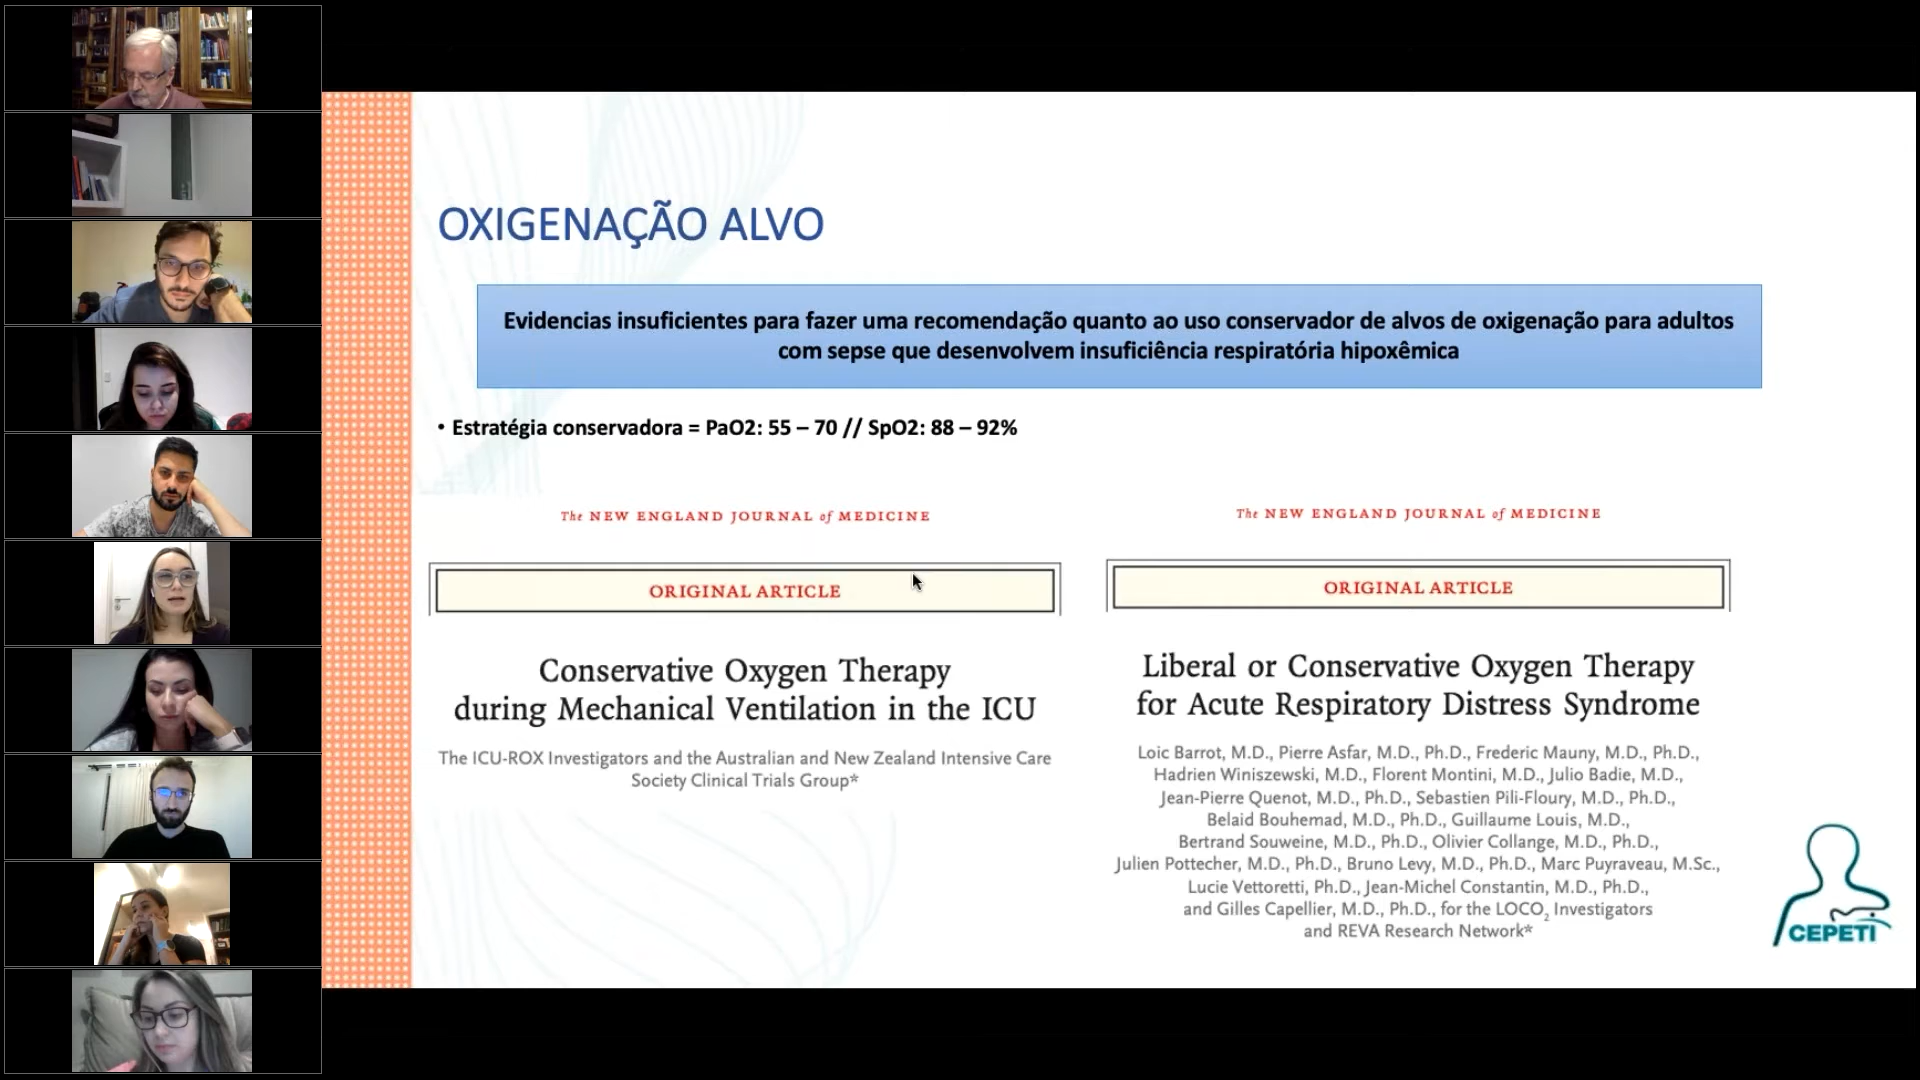 OXIGENAÇÃO ALVO
Evidencias insuficientes para fazer uma recomendação quanto ao uso conservador de alvos de oxigenação para adultos
com sepse que desenvolvem insuficiência respiratória hipoxêmica
• Estratégia conservadora = PaO2: 55 – 70 // SpO2: 88 – 92%
The NEW ENGLAND JOURNAL of MEDICINE
ORIGINAL ARTICLE
Conservative Oxygen Therapy
during Mechanical Ventilation in the ICU
The ICU-ROX Investigators and the Australian and New Zealand Intensive Care
Society Clinical Trials Group*
The NEW ENGLAND JOURNAL of MEDICINE
ORIGINAL ARTICLE
Liberal or Conservative Oxygen Therapy
for Acute Respiratory Distress Syndrome
Loic Barrot, M.D., Pierre Asfar, M.D., Ph.D., Frederic Mauny, M.D., Ph.D.,
Hadrien Winiszewski, M.D., Florent Montini, M.D., Julio Badie, M.D.,
Jean-Pierre Quenot, M.D., Ph.D., Sebastien Pili-Floury, M.D., Ph.D.,
Belaid Bouhemad, M.D., Ph.D., Guillaume Louis, M.D.,
Bertrand Souweine, M.D., Ph.D., Olivier Collange, M.D., Ph.D.,
Julien Pottecher, M.D., Ph.D., Bruno Levy, M.D., Ph.D., Marc Puyraveau, M.Sc.,
Lucie Vettoretti, Ph.D., Jean-Michel Constantin, M.D., Ph.D.,
and Gilles Capellier, M.D., Ph.D., for the LOCO₂ Investigators
and REVA Research Network*
CEPETI